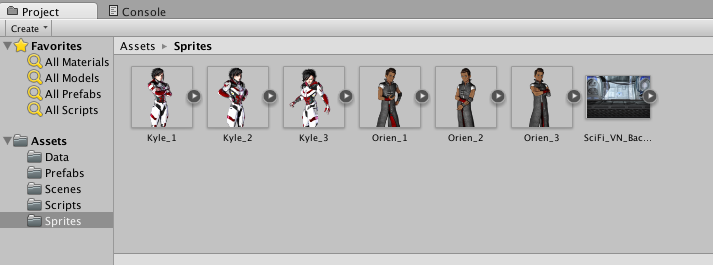 Project
Console
Create
Favorites
All Materials
All Models
All Prefabs
All Scripts
Assets
Data
Prefabs
Scenes
Scripts
Sprites
Assets ▸ Sprites
Kyle_1 Kyle_2 Kyle_3 Orien_1 Orien_2 Orien_3 SciFi_VN_Bac...